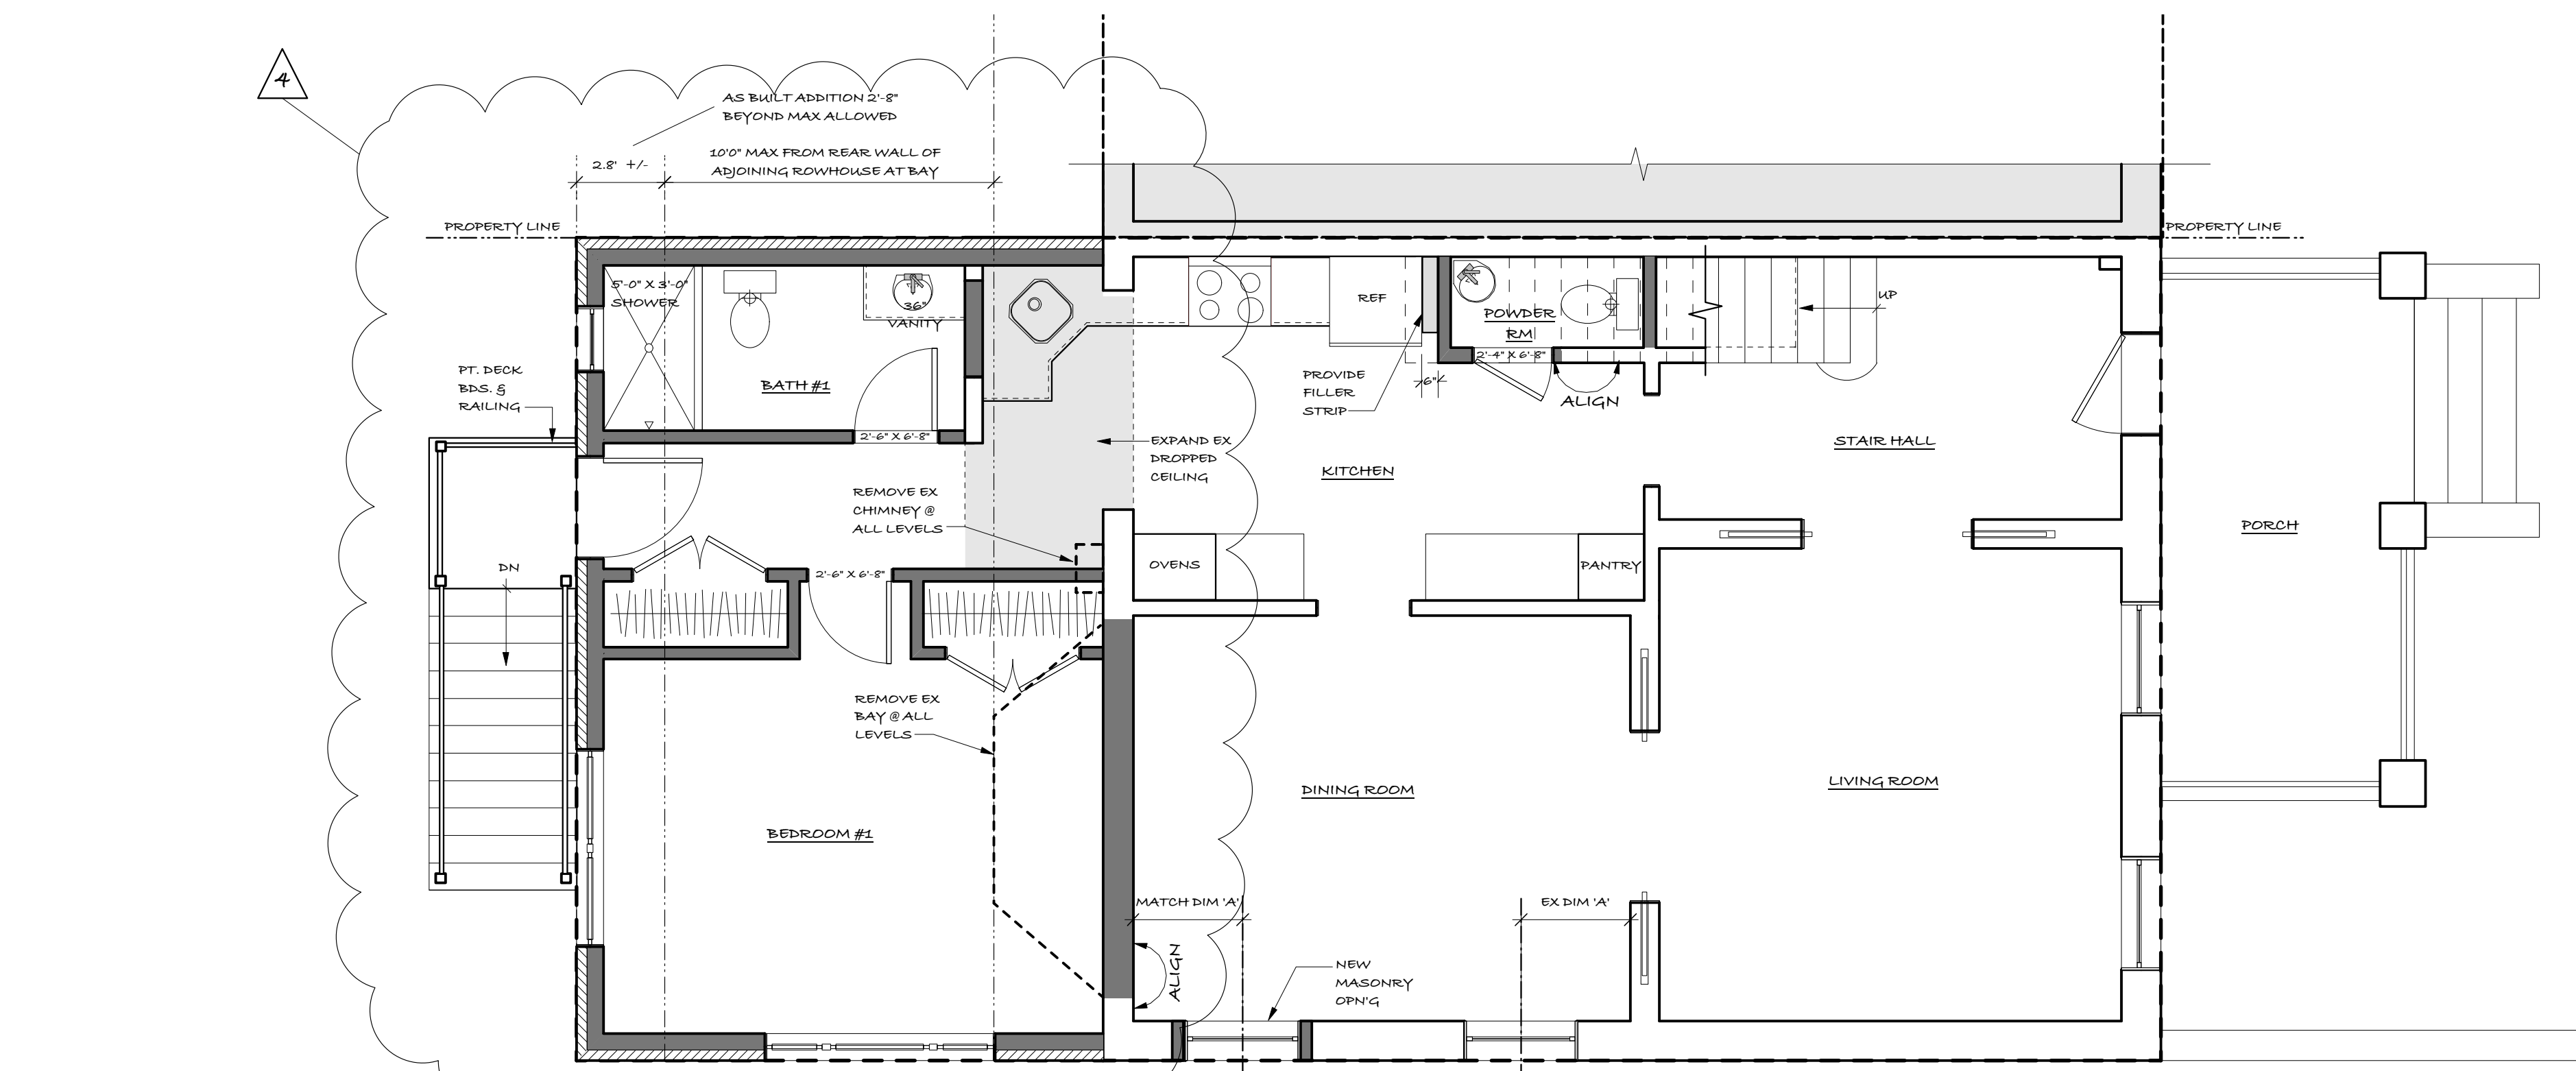 4
AS BUILT ADDITION 2'-8"
BEYOND MAX ALLOWED
2.8' +/-
10'0" MAX FROM REAR WALL OF
ADJOINING ROWHOUSE AT BAY
PROPERTY LINE
PROPERTY LINE
5'-0" X 3'-0"
SHOWER
36"
VANITY
BATH #1
2'-6" X 6'-8"
PT. DECK
BDS. &
RAILING
DN
REF
POWDER
RM
2'-4" X 6'-8"
UP
PROVIDE
FILLER
STRIP
6"
ALIGN
EXPAND EX
DROPPED
CEILING
KITCHEN
STAIR HALL
PORCH
REMOVE EX
CHIMNEY @
ALL LEVELS
2'-6" X 6'-8"
OVENS
PANTRY
REMOVE EX
BAY @ ALL
LEVELS
BEDROOM #1
DINING ROOM
LIVING ROOM
MATCH DIM 'A'
EX DIM 'A'
ALIGN
NEW
MASONRY
OPN'G